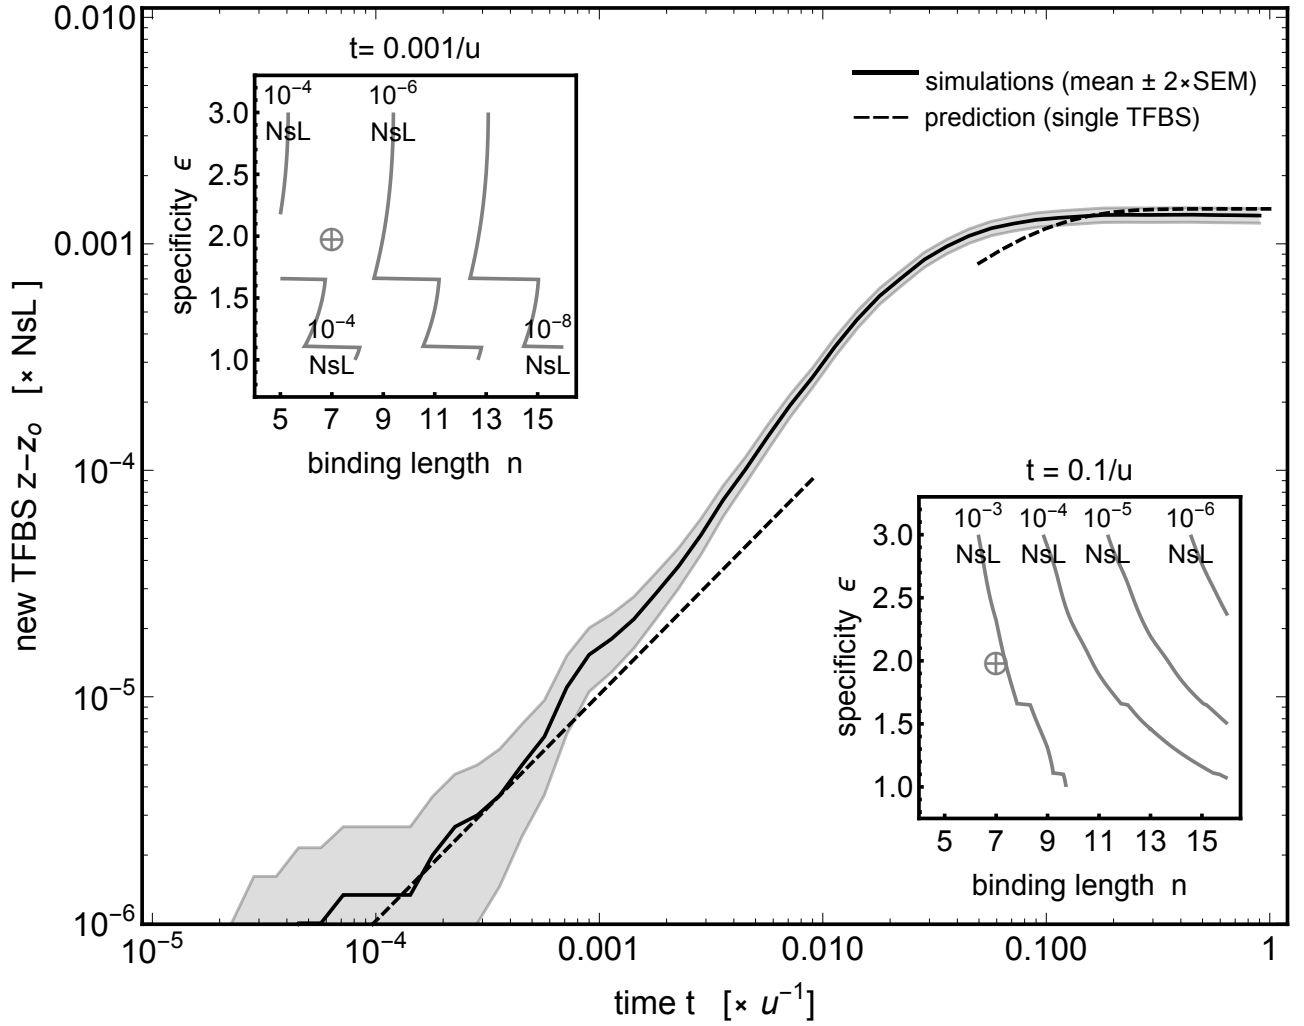 0.010
0.001
10⁻⁴
10⁻⁵
10⁻⁶
new TFBS z−zₒ [× NsL ]
10⁻⁵
10⁻⁴
0.001
0.010
0.100
1
time t [× u⁻¹]
simulations (mean ± 2×SEM)
prediction (single TFBS)
t= 0.001/u
3.0
2.5
2.0
1.5
1.0
specificity ϵ
10⁻⁴
NsL
10⁻⁶
NsL
10⁻⁴
NsL
10⁻⁸
NsL
5 7 9 11 13 15
binding length n
t = 0.1/u
3.0
2.5
2.0
1.5
1.0
specificity ϵ
10⁻³ 10⁻⁴ 10⁻⁵ 10⁻⁶
NsL NsL NsL NsL
5 7 9 11 13 15
binding length n